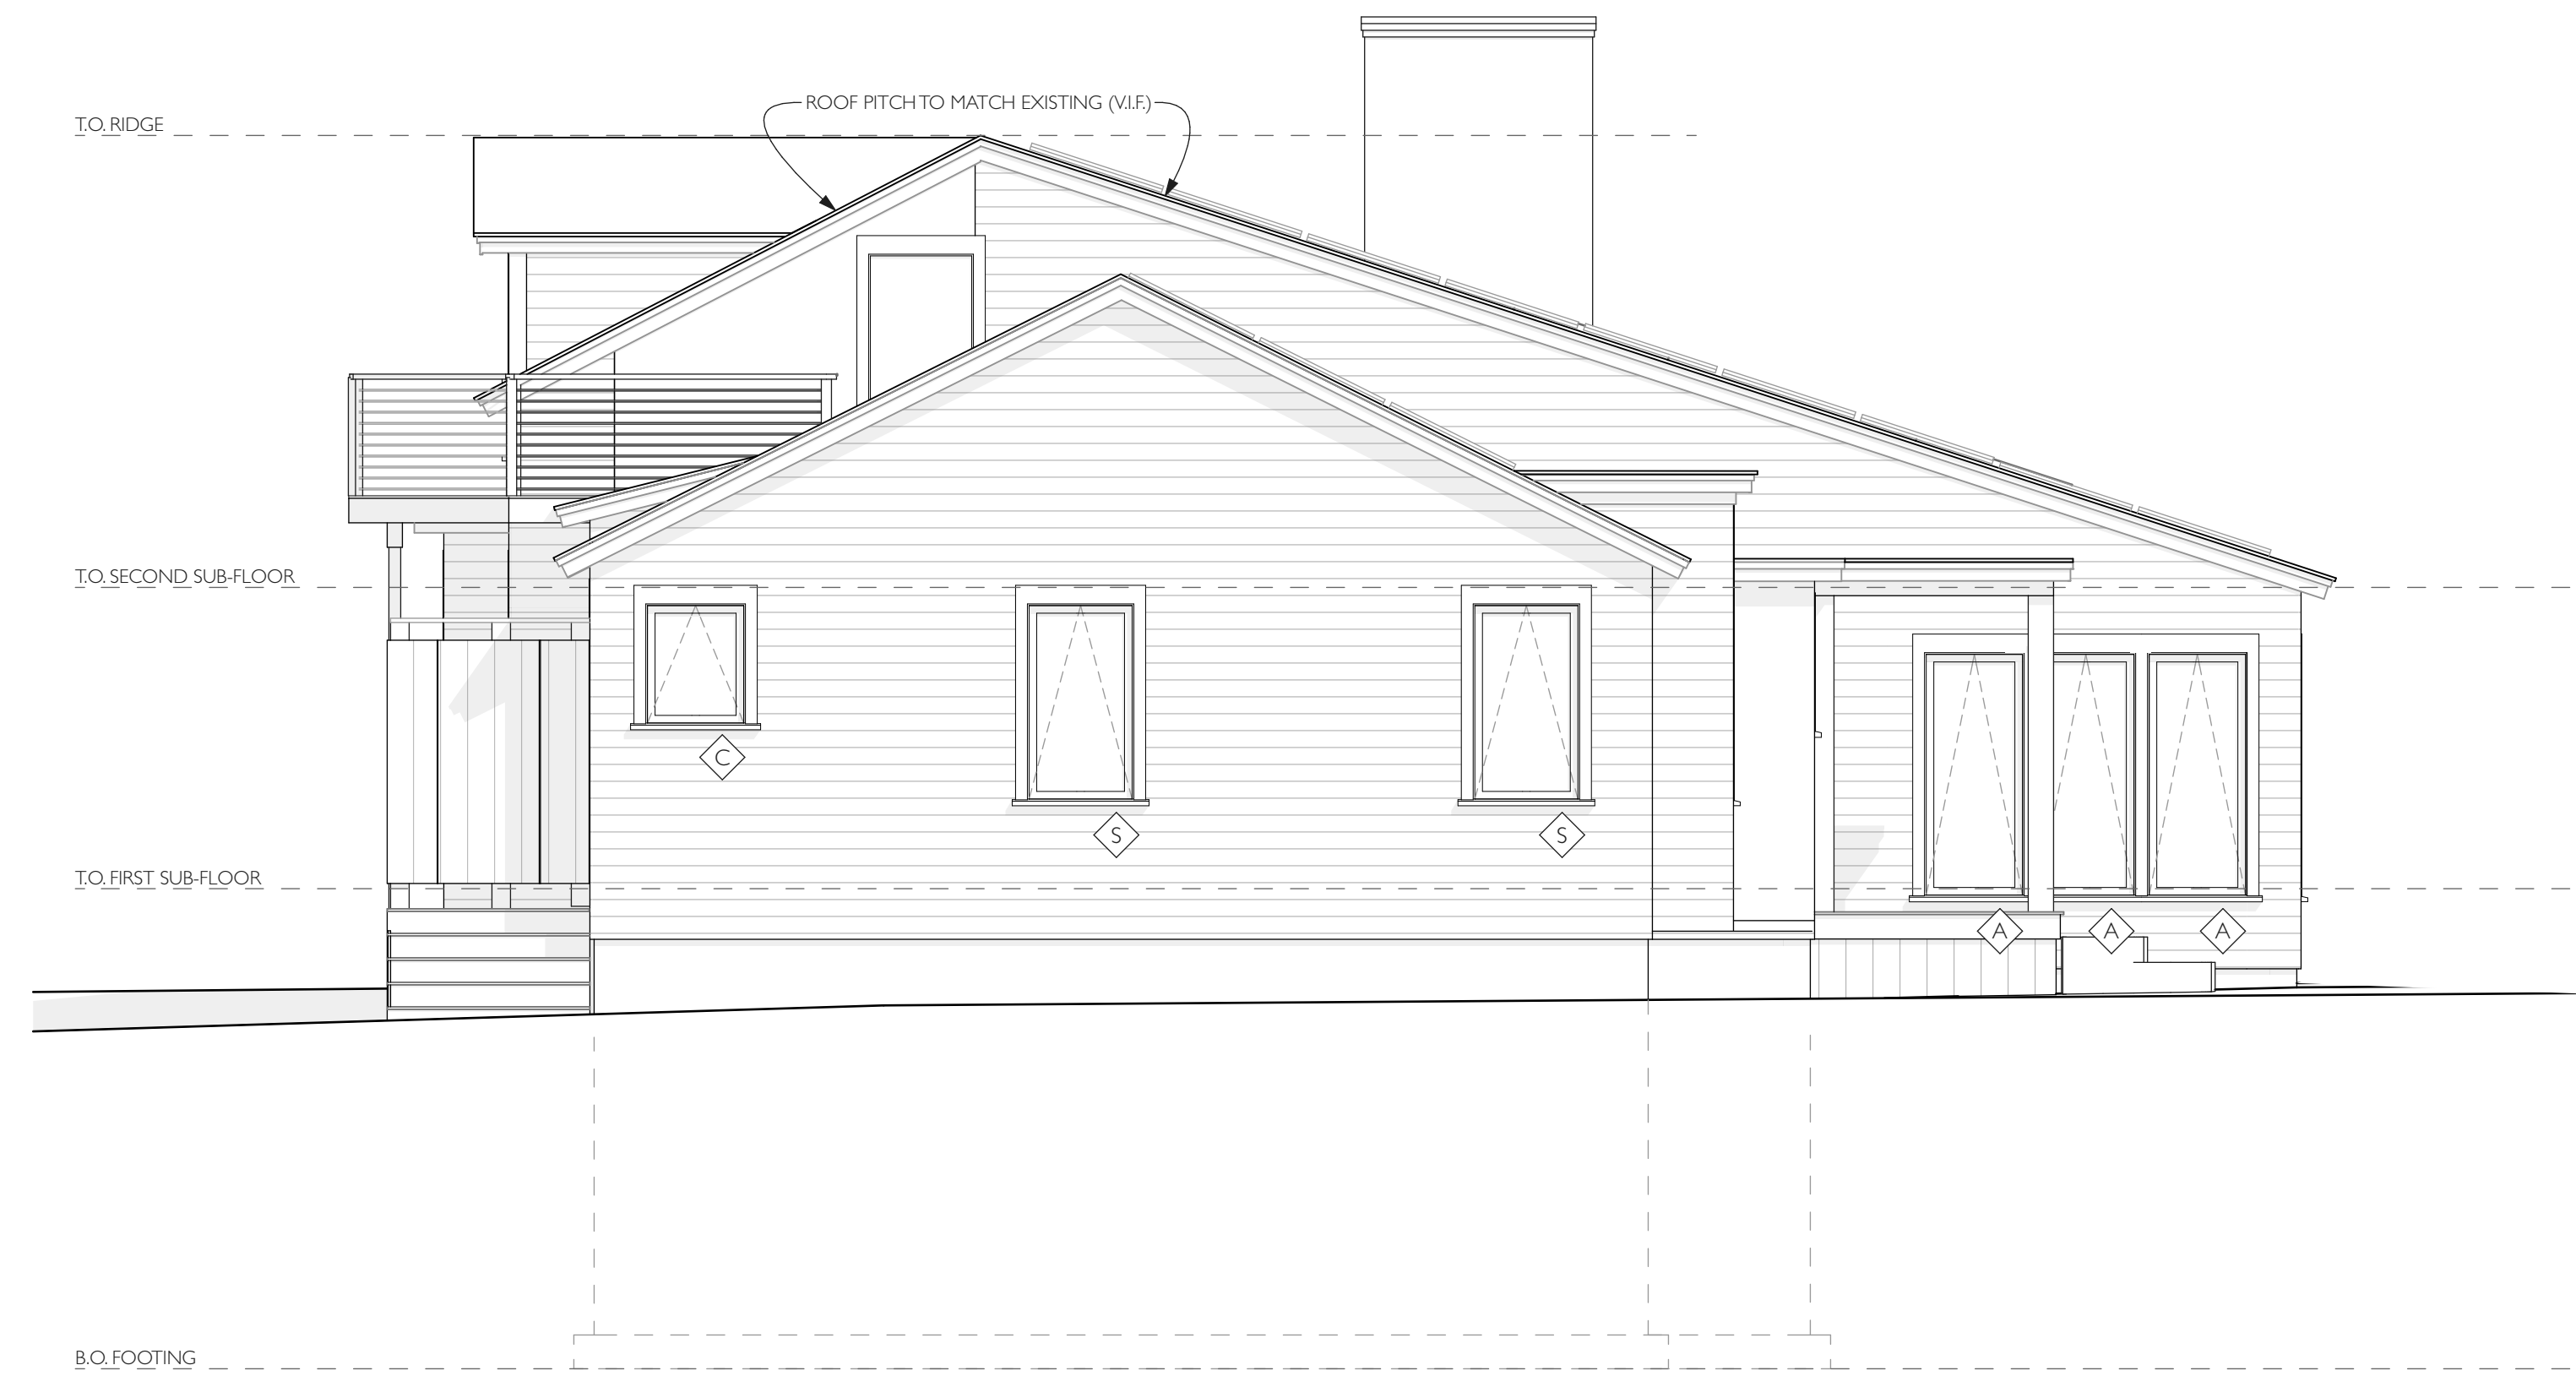 ROOF PITCH TO MATCH EXISTING (V.I.F.)
T.O. RIDGE
T.O. SECOND SUB-FLOOR
C
S
S
T.O. FIRST SUB-FLOOR
A
A
A
B.O. FOOTING